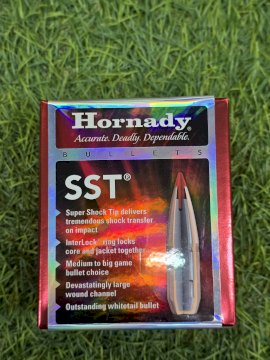 Hornady®
Accurate. Deadly. Dependable.
BULLETS
SST®
Super Shock Tip delivers
tremendous shock transfer
on impact
InterLock® ring locks
core and jacket together
Medium to big game
bullet choice
Devastatingly large
wound channel
Outstanding whitetail bullet